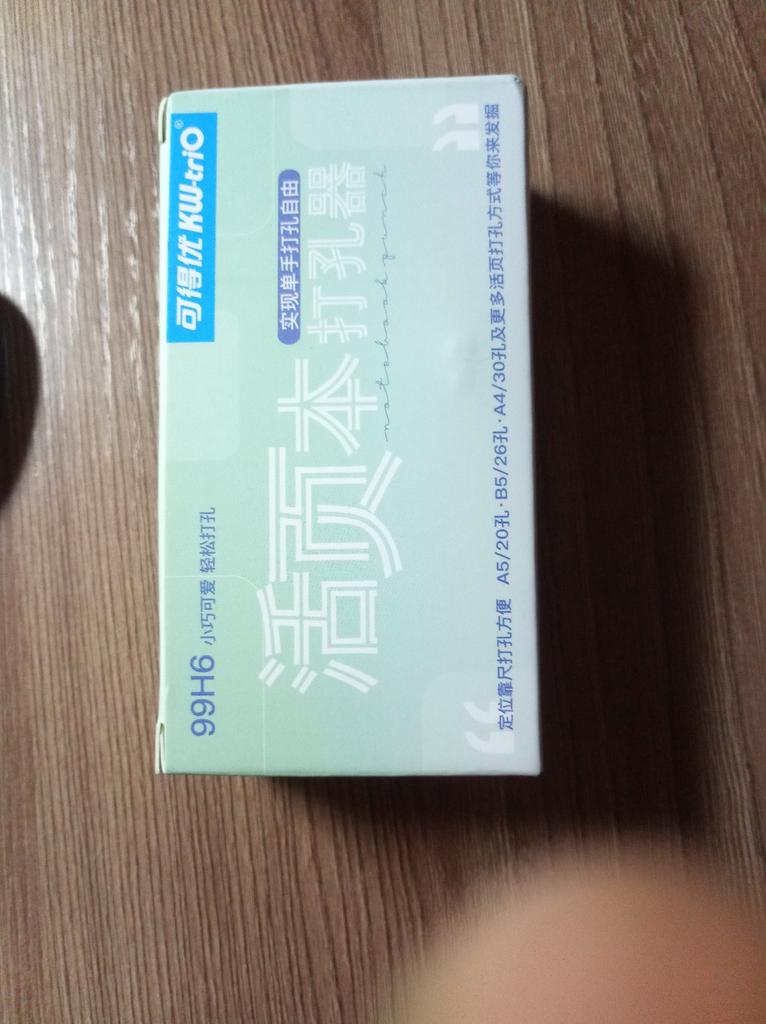 99H6 小巧可爱 轻松打孔
可得优 KW-triO®
实现单手打孔自由
活页本打孔器
notebook punch
“
定位靠尺打孔方便 A5/20孔·B5/26孔·A4/30孔及更多活页打孔方式等你来发掘
”